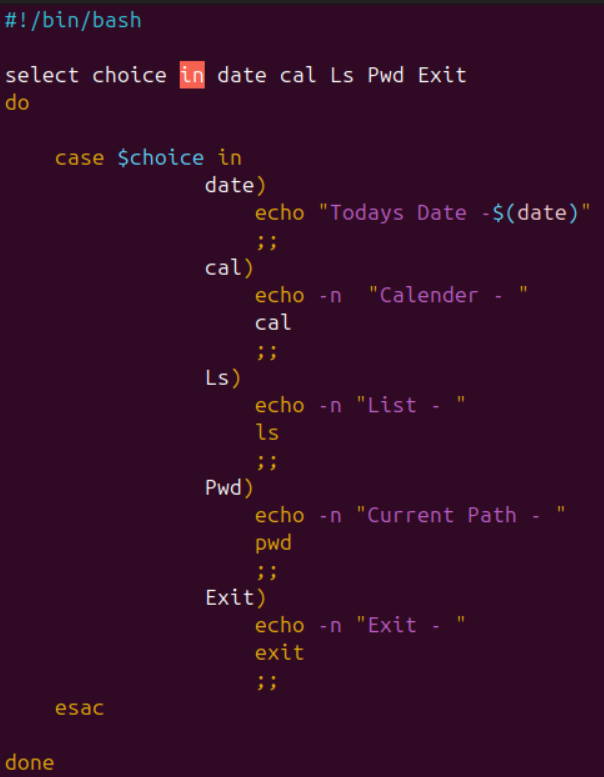 #!/bin/bash
select choice in date cal Ls Pwd Exit
do
case $choice in
date)
echo "Todays Date -$(date)"
;;
cal)
echo -n  "Calender - "
cal
;;
Ls)
echo -n "List - "
ls
;;
Pwd)
echo -n "Current Path - "
pwd
;;
Exit)
echo -n "Exit - "
exit
;;
esac
done